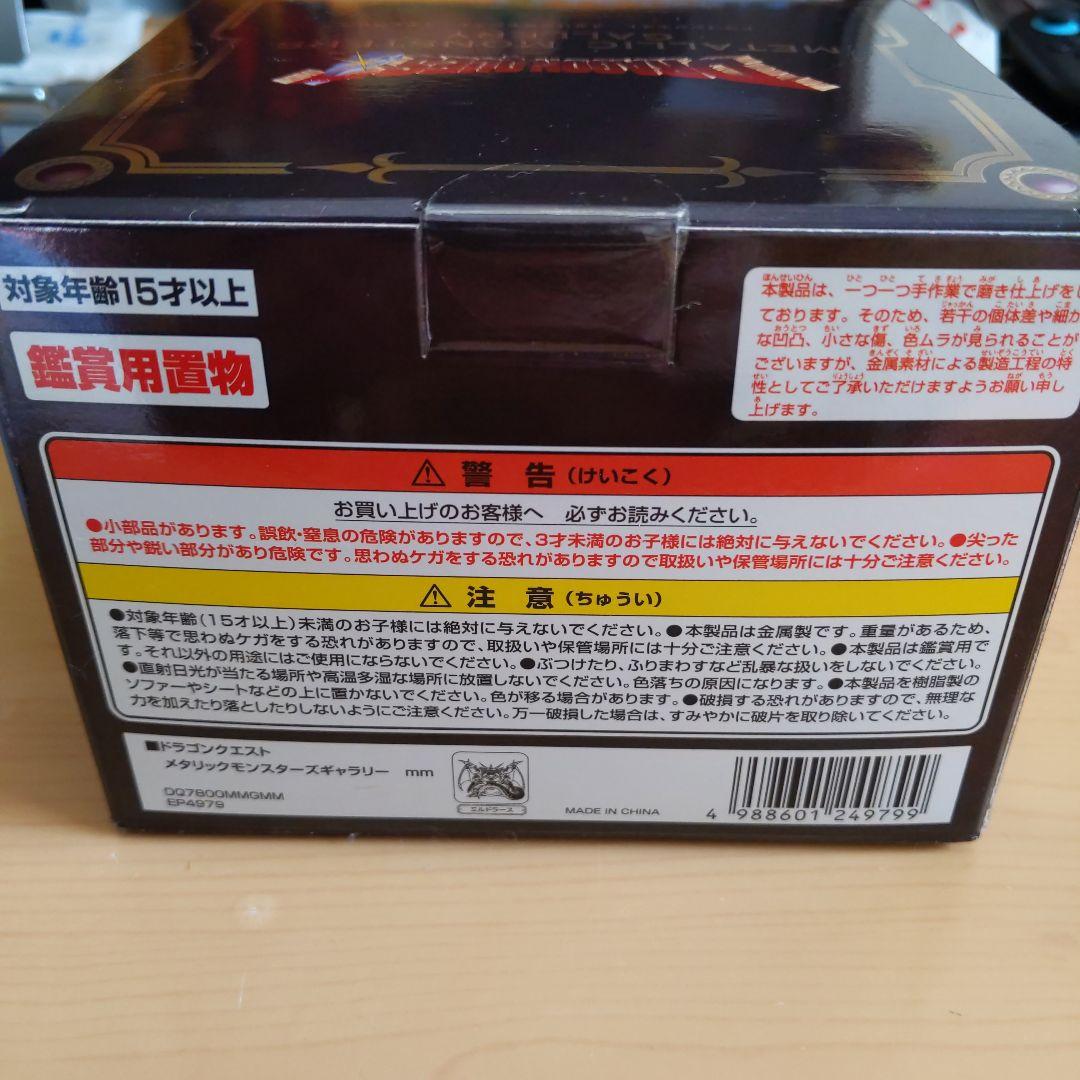 METALLIC MONSTERS
GALLERY
DRAGON QUEST
対象年齢15才以上
鑑賞用置物
本製品は、一つ一つ手作業で磨き仕上げをし
ております。そのため、若干の個体差や細か
な凹凸、小さな傷、色ムラが見られることが
ございますが、金属素材による製造工程の特
性としてご了承いただけますようお願い申し
上げます。
⚠ 警告(けいこく)
お買い上げのお客様へ 必ずお読みください。
●小部品があります。誤飲・窒息の危険がありますので、3才未満のお子様には絶対に与えないでください。●尖った
部分や鋭い部分があり危険です。思わぬケガをする恐れがありますので取扱いや保管場所には十分ご注意ください。
⚠ 注意(ちゅうい)
●対象年齢(15才以上)未満のお子様には絶対に与えないでください。●本製品は金属製です。重量があるため、
落下等で思わぬケガをする恐れがありますので、取扱いや保管場所には十分ご注意ください。●本製品は鑑賞用で
す。それ以外の用途にはご使用にならないでください。●ぶつけたり、ふりまわすなど乱暴な扱いをしないでください。
●直射日光が当たる場所や高温多湿な場所に放置しないでください。色落ちの原因になります。●本製品を樹脂製の
ソファーやシートなどの上に置かないでください。色が移る場合があります。●破損する恐れがありますので、無理な
力を加えたり落としたりしないようにご注意ください。万一破損した場合は、すみやかに破片を取り除いてください。
■ドラゴンクエスト
メタリックモンスターズギャラリー mm
DQ7800MMGMM
EP4979
ミルドラース
MADE IN CHINA
4 988601 249799